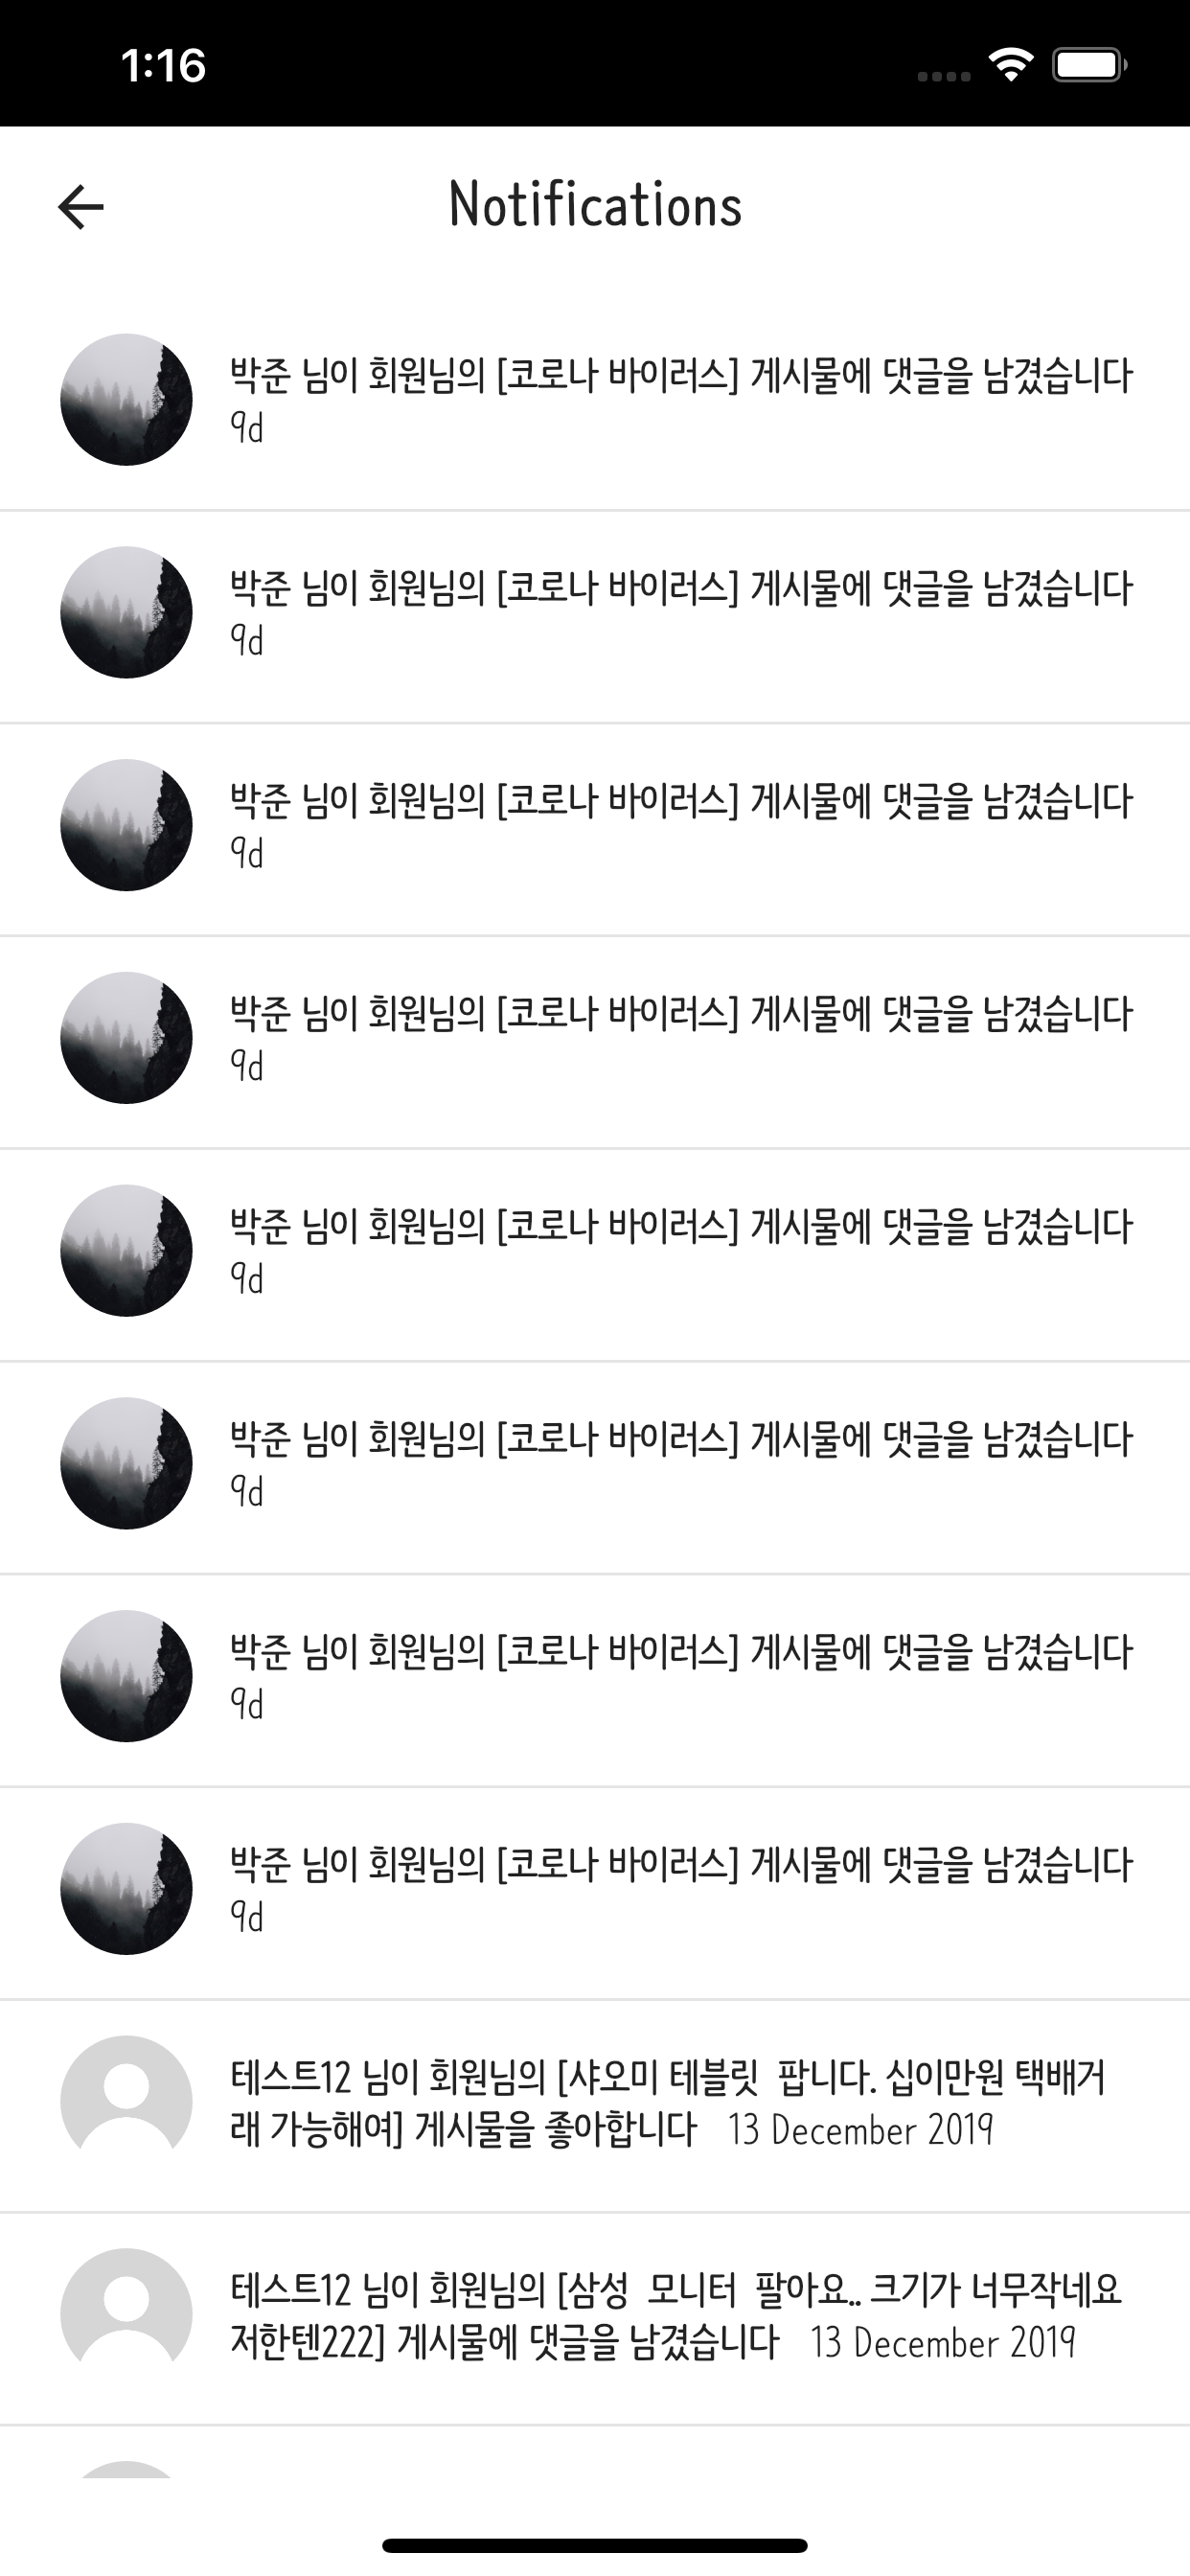 1:16
Notifications
박준 님이 회원님의 [코로나 바이러스] 게시물에 댓글을 남겼습니다
9d
박준 님이 회원님의 [코로나 바이러스] 게시물에 댓글을 남겼습니다
9d
박준 님이 회원님의 [코로나 바이러스] 게시물에 댓글을 남겼습니다
9d
박준 님이 회원님의 [코로나 바이러스] 게시물에 댓글을 남겼습니다
9d
박준 님이 회원님의 [코로나 바이러스] 게시물에 댓글을 남겼습니다
9d
박준 님이 회원님의 [코로나 바이러스] 게시물에 댓글을 남겼습니다
9d
박준 님이 회원님의 [코로나 바이러스] 게시물에 댓글을 남겼습니다
9d
박준 님이 회원님의 [코로나 바이러스] 게시물에 댓글을 남겼습니다
9d
테스트12 님이 회원님의 [샤오미 테블릿 팝니다. 십이만원 택배거
래 가능해여] 게시물을 좋아합니다 13 December 2019
테스트12 님이 회원님의 [삼성 모니터 팔아요.. 크기가 너무작네요
저한텐222] 게시물에 댓글을 남겼습니다 13 December 2019